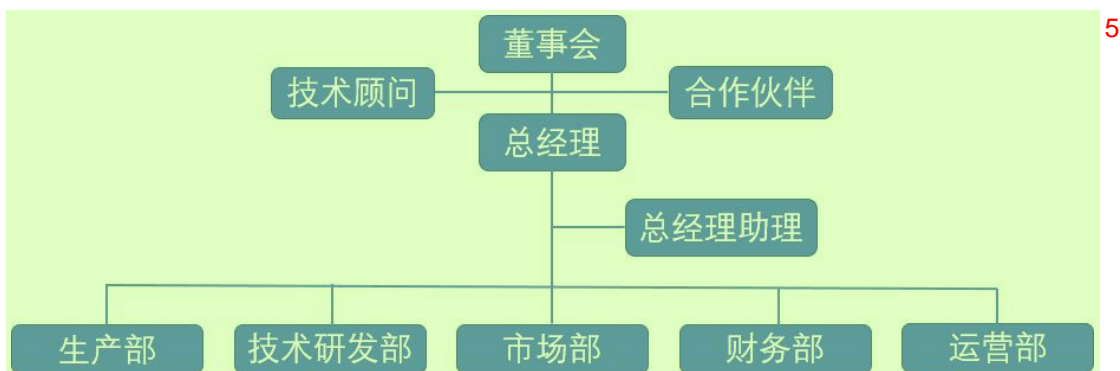 董事会
5
技术顾问
合作伙伴
总经理
总经理助理
生产部
技术研发部
市场部
财务部
运营部